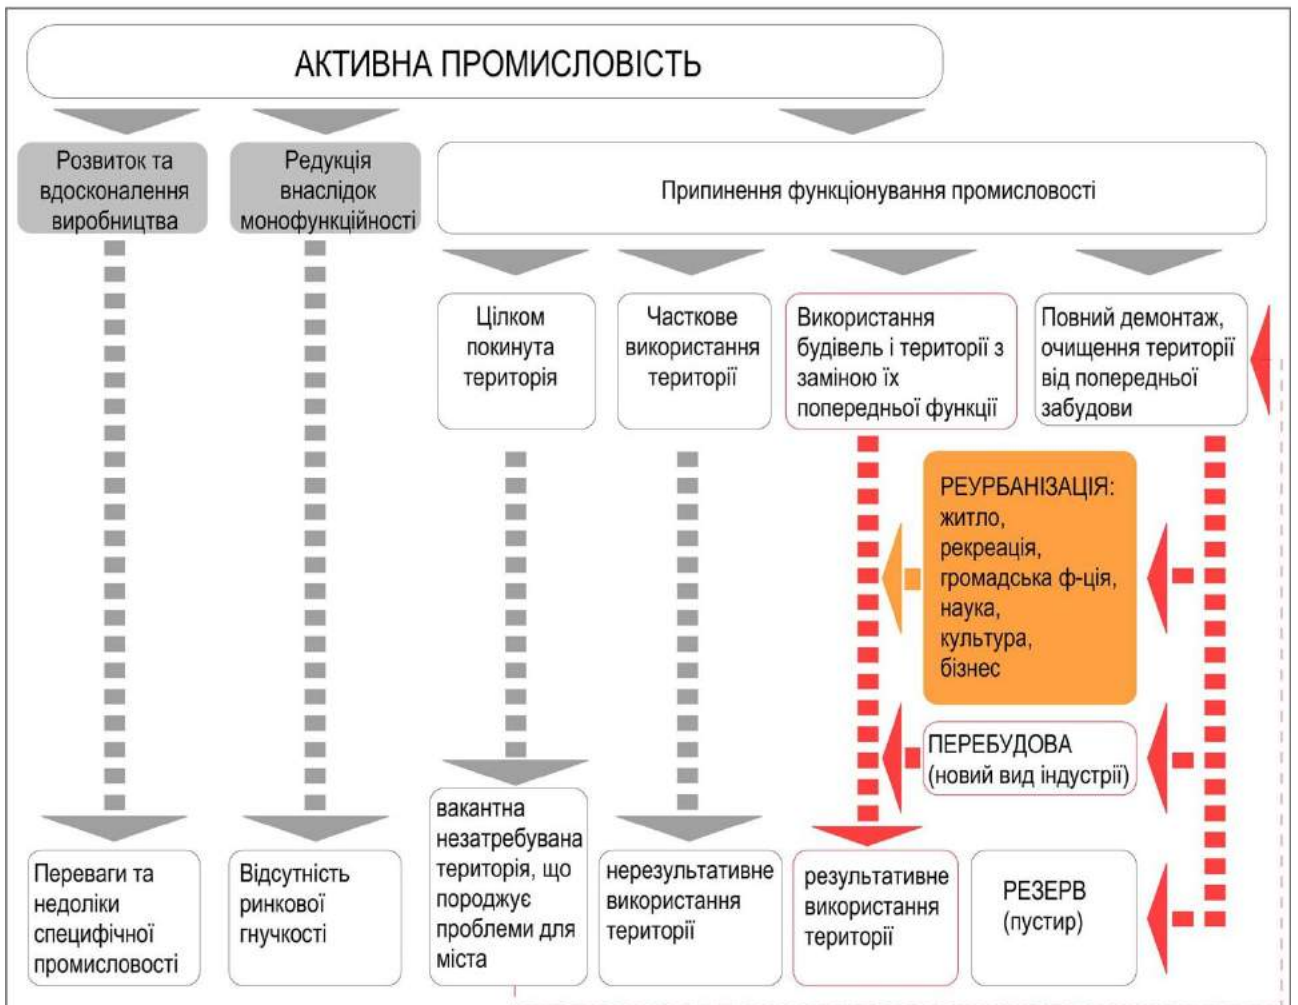 АКТИВНА ПРОМИСЛОВІСТЬ
Розвиток та
вдосконалення
виробництва
Редукція
внаслідок
монофункційності
Припинення функціонування промисловості
Цілком
покинута
територія
Часткове
використання
території
Використання
будівель і території з
заміною їх
попередньої функції
Повний демонтаж,
очищення території
від попередньої
забудови
РЕУРБАНІЗАЦІЯ:
житло,
рекреація,
громадська ф-ція,
наука,
культура,
бізнес
ПЕРЕБУДОВА
(новий вид індустрії)
Переваги та
недоліки
специфічної
промисловості
Відсутність
ринкової
гнучкості
вакантна
незатребувана
територія, що
породжує
проблеми для
міста
нерезультативне
використання
території
результативне
використання
території
РЕЗЕРВ
(пустир)